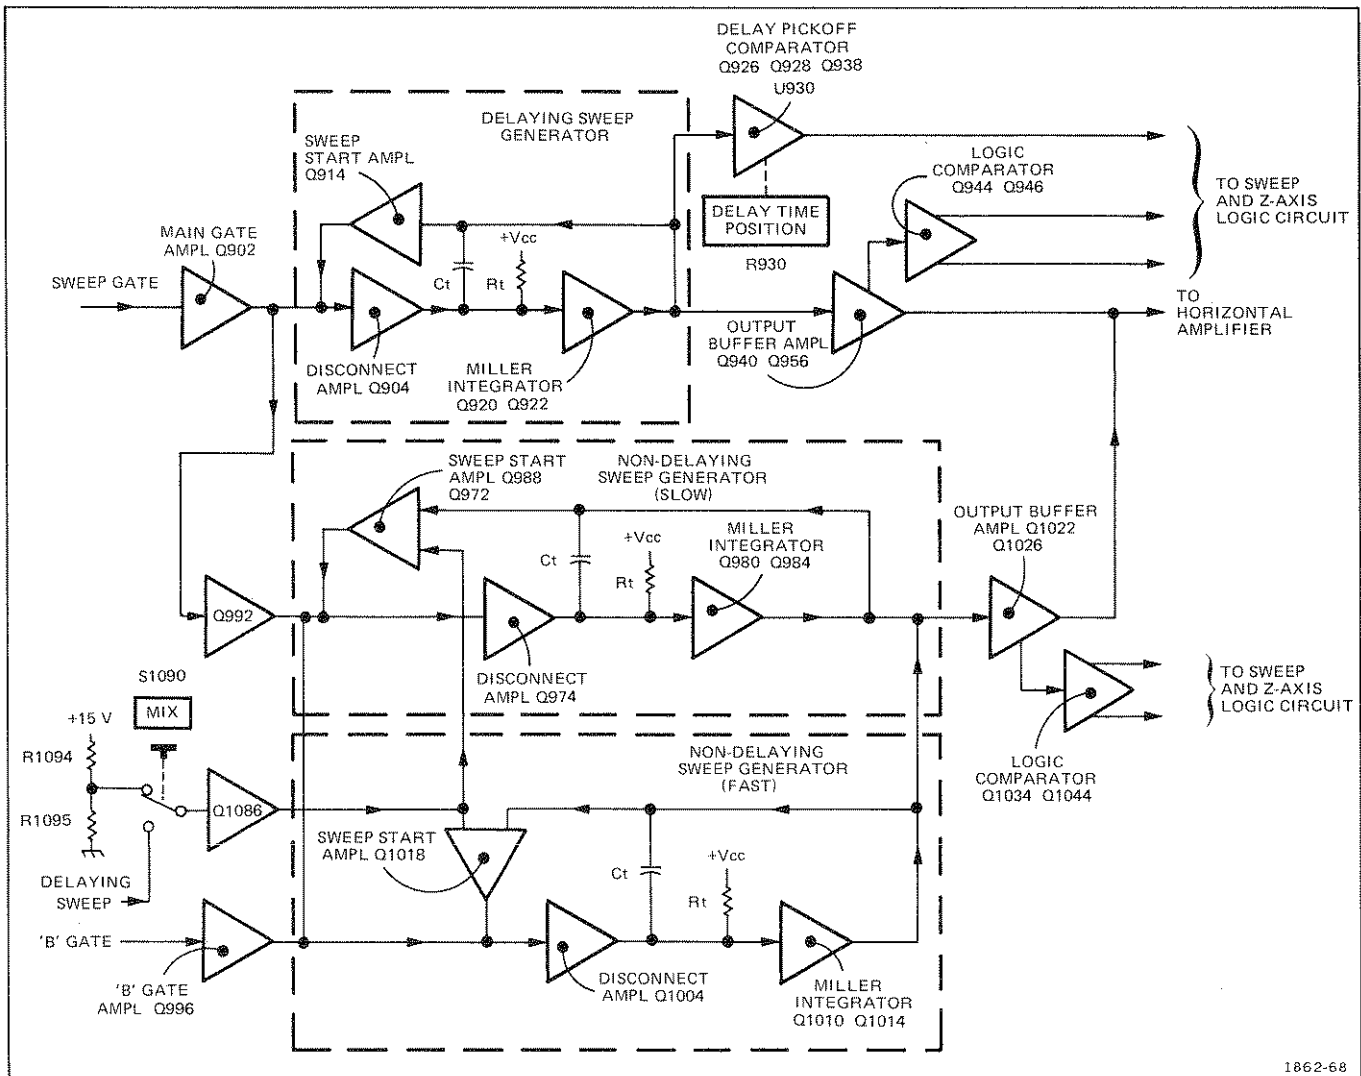 DELAY PICKOFF
COMPARATOR
Q926 Q928 Q938
U930
DELAYING SWEEP
GENERATOR
SWEEP
START AMPL
Q914
LOGIC
COMPARATOR
Q944 Q946
TO SWEEP
AND Z-AXIS
LOGIC CIRCUIT
DELAY TIME
POSITION
R930
MAIN GATE
AMPL Q902
SWEEP GATE
+Vcc
Ct
Rt
TO
HORIZONTAL
AMPLIFIER
OUTPUT
BUFFER AMPL
Q940 Q956
DISCONNECT
AMPL Q904
MILLER
INTEGRATOR
Q920 Q922
SWEEP START
AMPL Q988
Q972
NON-DELAYING
SWEEP GENERATOR
(SLOW)
OUTPUT BUFFER
AMPL Q1022
Q1026
+Vcc
MILLER
INTEGRATOR
Q980 Q984
Ct
Rt
Q992
DISCONNECT
AMPL Q974
TO SWEEP
AND Z-AXIS
LOGIC CIRCUIT
S1090
MIX
+15 V
R1094
R1095
Q1086
NON-DELAYING
SWEEP GENERATOR
(FAST)
LOGIC
COMPARATOR
Q1034 Q1044
SWEEP START
AMPL Q1018
+Vcc
Ct
Rt
DELAYING
SWEEP
'B' GATE
'B' GATE
AMPL Q996
DISCONNECT
AMPL Q1004
MILLER
INTEGRATOR
Q1010 Q1014
1862-68